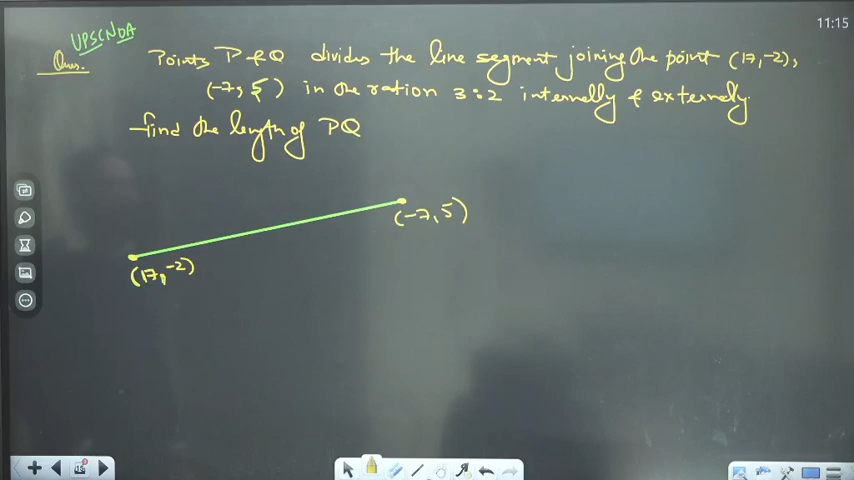 11:15
UPSC NDA
Ques. Points P & Q divides the line segment joining the point (17,-2),
(-7, 5) in the ration 3:2 internally & externally.
find the length of PQ
(-7,5)
(17,-2)